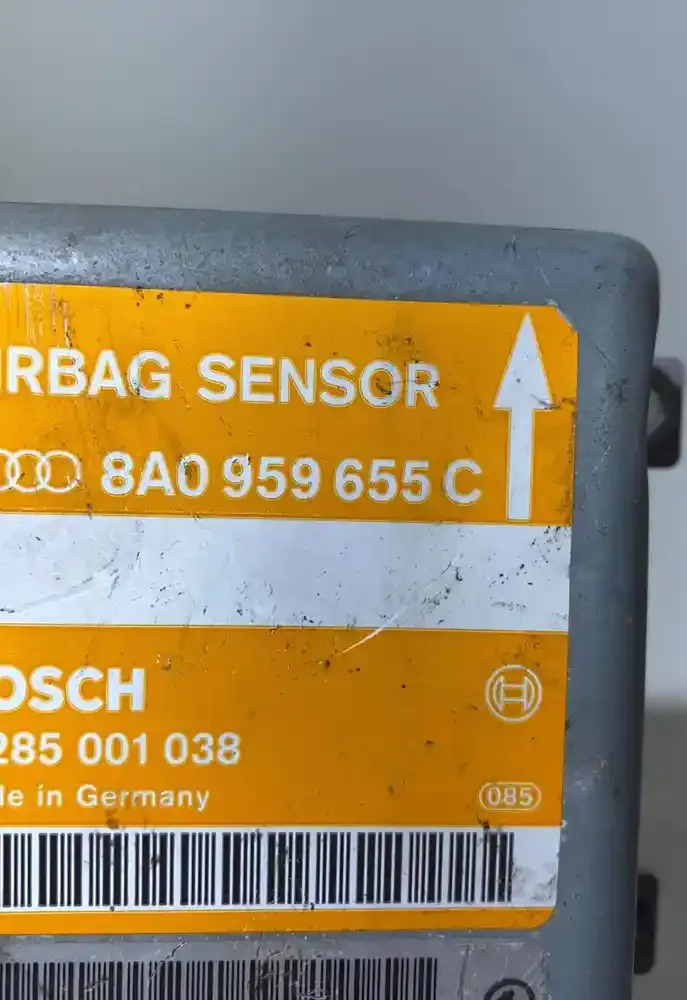 IRBAG SENSOR
8A0 959 655 C
OSCH
285 001 038
de in Germany
085